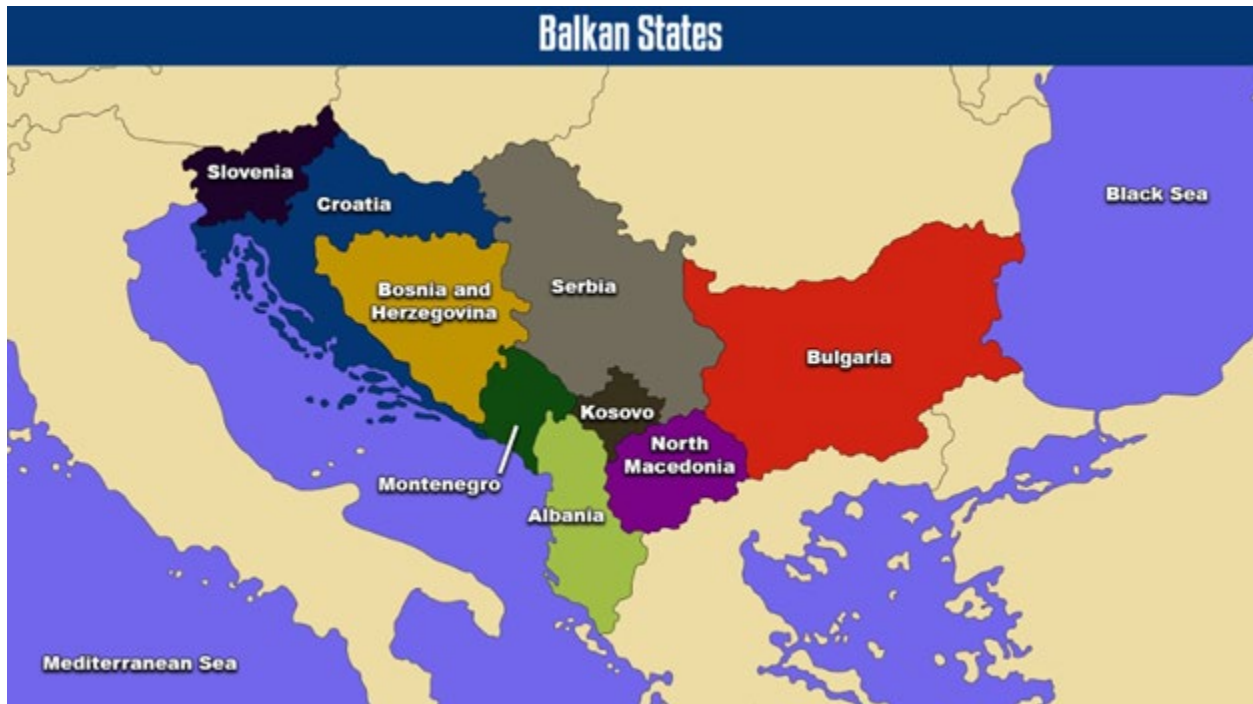 Balkan States
Slovenia
Croatia
Black Sea
Bosnia and
Herzegovina
Serbia
Bulgaria
Kosovo
North
Macedonia
Montenegro
Albania
Mediterranean Sea